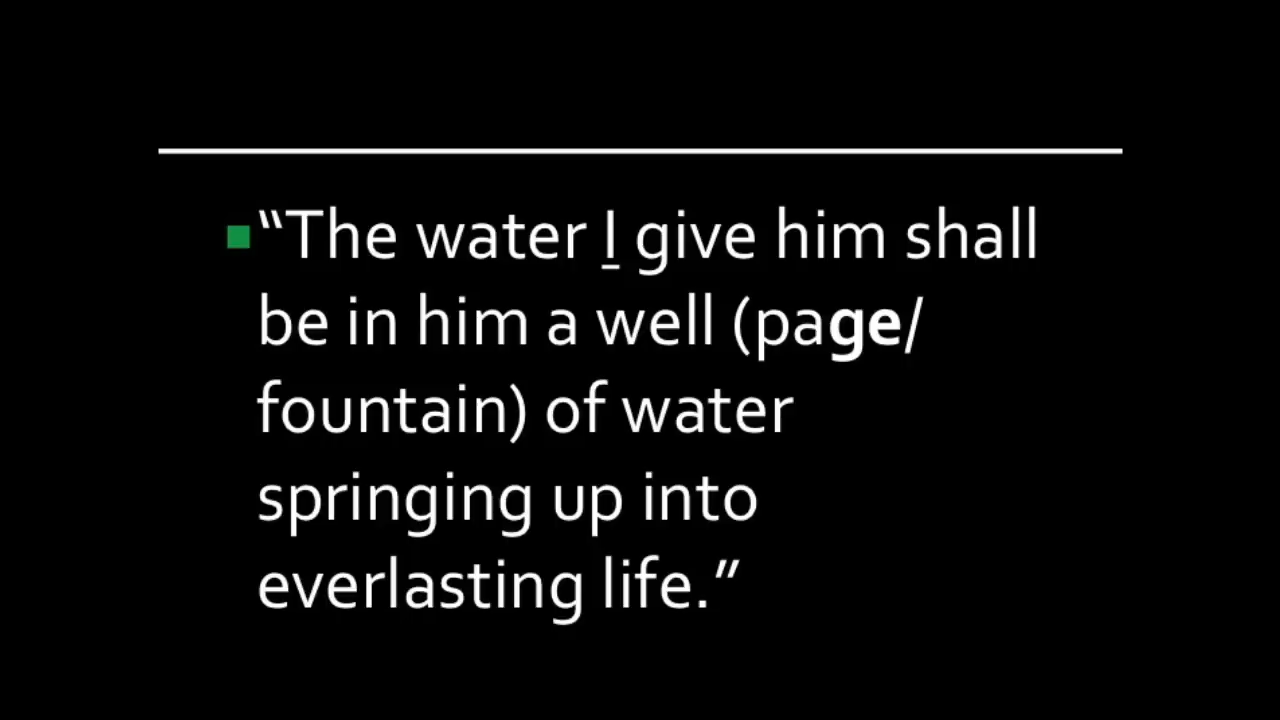 “The water I give him shall
be in him a well (page/
fountain) of water
springing up into
everlasting life.”